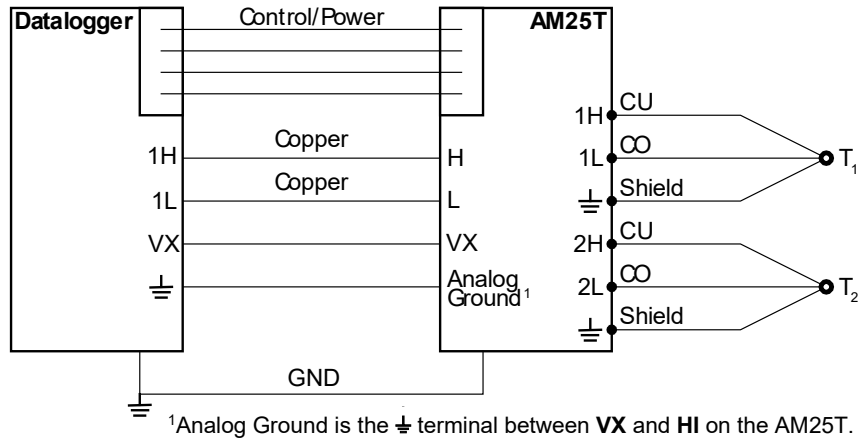 Datalogger
Control/Power
AM25T
1H
CU
1H
Copper
H
1L
CO
T1
1L
Copper
L
Shield
VX
VX
2H
CU
Analog
Ground1
2L
CO
T2
Shield
GND
1Analog Ground is the ⏚ terminal between VX and HI on the AM25T.